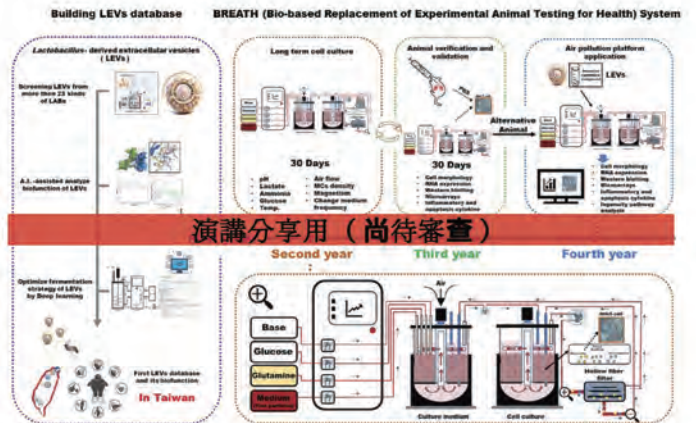 Building LEVs database
BREATH (Bio-based Replacement of Experimental Animal Testing for Health) System
Lactobacillus- derived extracellular vesicles
( LEVs)
Screening LEVs from
more then 23 kinds
of LABs
A.I. -assisted analyze
biofunction of LEVs
Optimize fermentation
strategy of LEVs
by Deep learning
First LEVs database
and its biofunction
In Taiwan
Long term cell culture
30 Days
• pH
• Lactate
• Ammonia
• Glucose
• Temp.
• Air flow
• MCs density
• Magnetism
• Change medium
frequency
Animal verification and
validation
30 Days
• Cell morphology
• RNA expression
• Western blotting
• Microarrays
• Inflammatory and
apoptosis cytokine
Alternative
Animal
Air pollution platform
application
LEVs
• Cell morphology
• RNA expression
• Western blotting
• Microarrays
• Inflammatory and
apoptosis cytokine
• Ingenuity pathway
analysis
演講分享用（尚待審查）
Second year
Third year
Fourth year
Air
Base
Glucose
Glutamine
Medium
Culture medium
Cell culture
Hollow fiber
filter